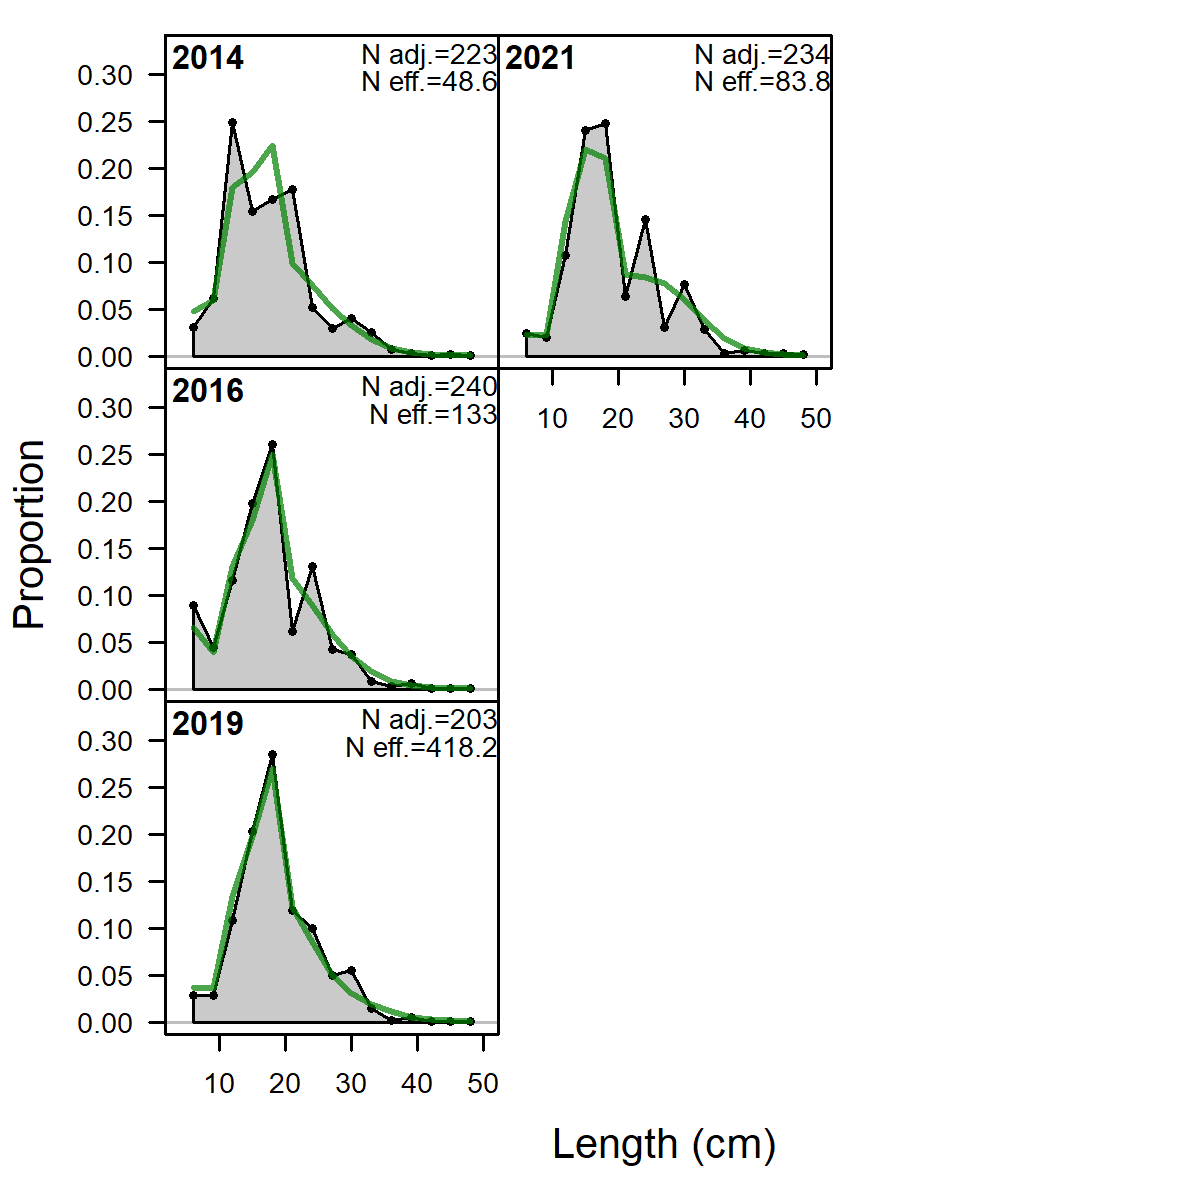 2014
N adj.=223
N eff.=48.6
0.30
0.25
0.20
0.15
0.10
0.05
0.00
2021
N adj.=234
N eff.=83.8
10 20 30 40 50
2016
N adj.=240
N eff.=133
0.30
0.25
0.20
0.15
0.10
0.05
0.00
2019
N adj.=203
N eff.=418.2
0.30
0.25
0.20
0.15
0.10
0.05
0.00
10 20 30 40 50
Proportion
Length (cm)